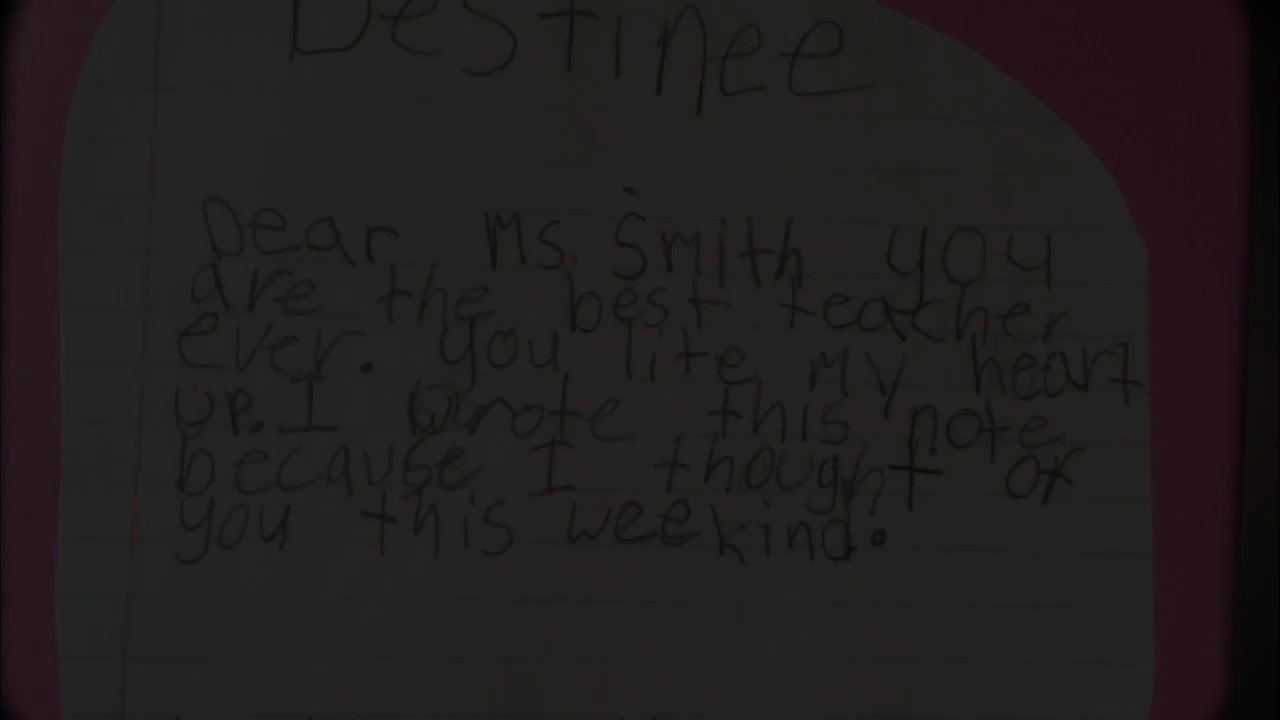 Destinee
Dear Ms. Smith you
are the best teacher
ever. you lite my heart
up. I wrote this note
because I thought of
you this weekind.